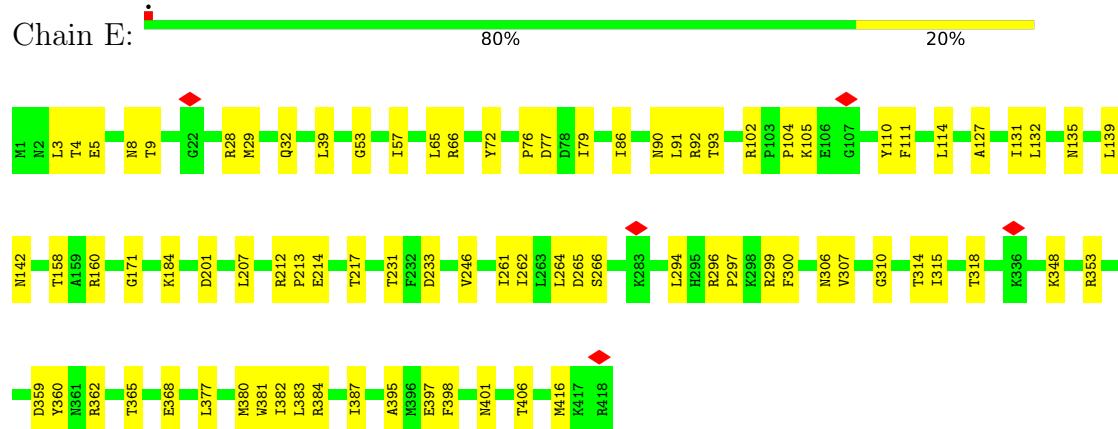 Chain E:
80% 20%
M1 N2 L3 T4 E5 N8 T9 G22 R28 M29 Q32 L39 G53 I57 L65 R66 Y72 P76 D77 D78 I79 I86 N90 L91 R92 T93 R102 P103 P104 K105 E106 G107 Y110 F111 L114 A127 I131 L132 N135 L139
N142 T158 A159 R160 G171 K184 D201 L207 R212 P213 E214 T217 T231 F232 D233 V246 I261 I262 L263 L264 D265 S266 K283 L294 H295 R296 P297 K298 R299 F300 N306 V307 G310 T314 I315 T318 K336 K348 R353
D359 Y360 N361 R362 T365 E368 L377 M380 W381 I382 L383 R384 I387 A395 M396 E397 F398 N401 T406 M416 K417 R418